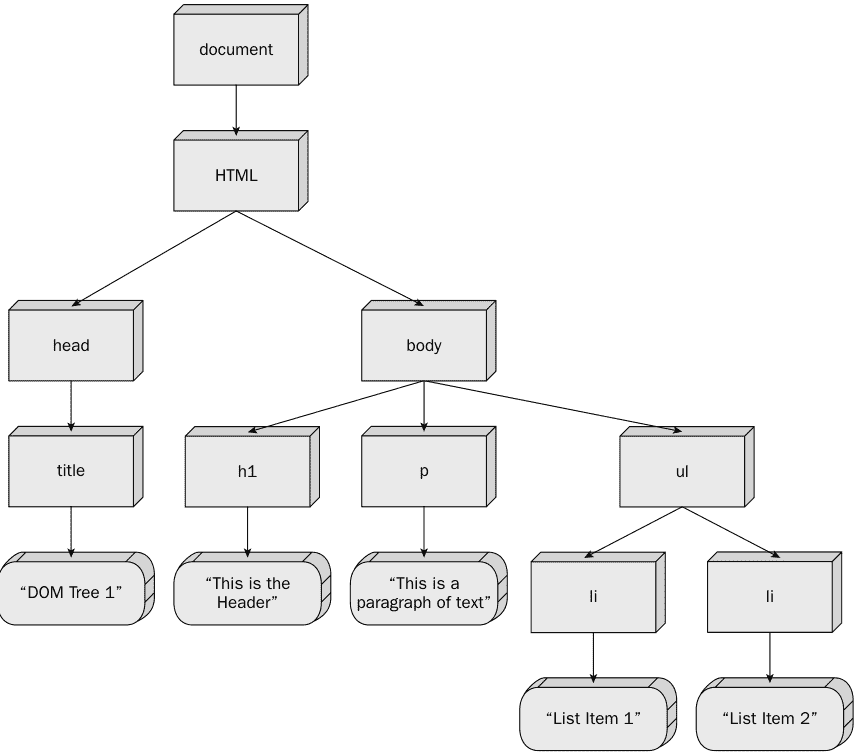 document
HTML
head
body
title
h1
p
ul
“DOM Tree 1”
“This is the
Header”
“This is a
paragraph of text”
li
li
“List Item 1”
“List Item 2”